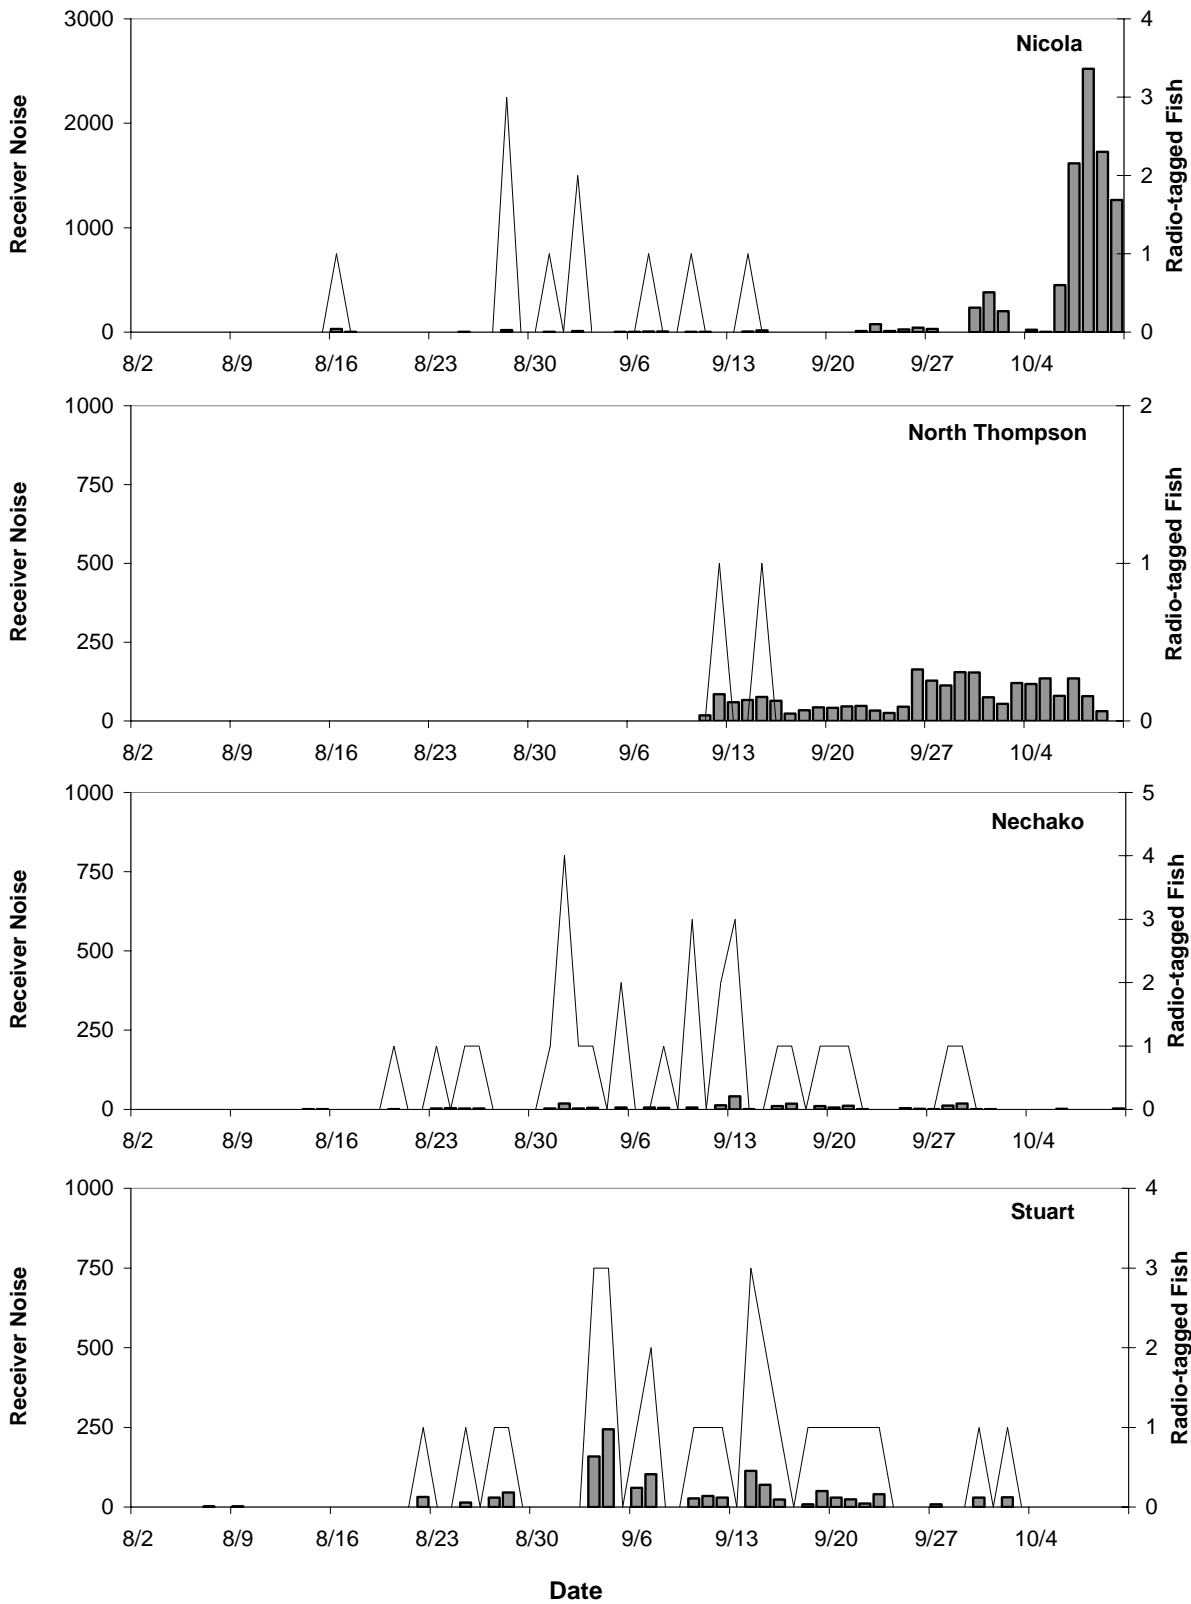 3000
4
Nicola
Receiver Noise
Radio-tagged Fish
2000
3
2
1000
1
0
0
8/2 8/9 8/16 8/23 8/30 9/6 9/13 9/20 9/27 10/4
1000
2
North Thompson
Receiver Noise
Radio-tagged Fish
750
500
1
250
0
0
8/2 8/9 8/16 8/23 8/30 9/6 9/13 9/20 9/27 10/4
1000
5
Nechako
Receiver Noise
Radio-tagged Fish
750
4
3
500
2
250
1
0
0
8/2 8/9 8/16 8/23 8/30 9/6 9/13 9/20 9/27 10/4
1000
4
Stuart
Receiver Noise
Radio-tagged Fish
750
3
500
2
250
1
0
0
8/2 8/9 8/16 8/23 8/30 9/6 9/13 9/20 9/27 10/4
Date